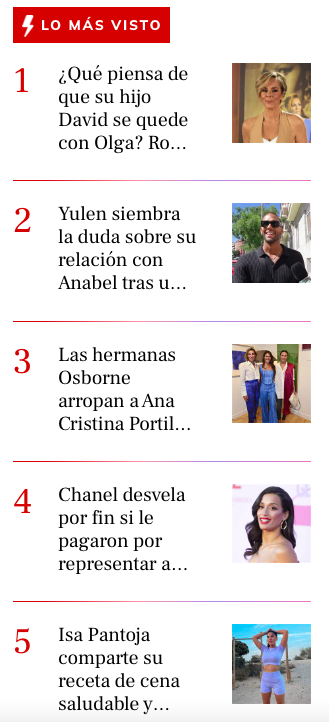 LO MÁS VISTO
1
¿Qué piensa de
que su hijo
David se quede
con Olga? Ro...
2
Yulen siembra
la duda sobre su
relación con
Anabel tras u...
3
Las hermanas
Osborne
arropan a Ana
Cristina Portil...
4
Chanel desvela
por fin si le
pagaron por
representar a...
5
Isa Pantoja
comparte su
receta de cena
saludable y...